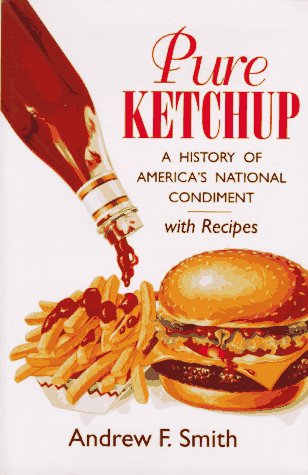 Pure
KETCHUP
A HISTORY OF
AMERICA'S NATIONAL
CONDIMENT
with Recipes
Andrew F. Smith